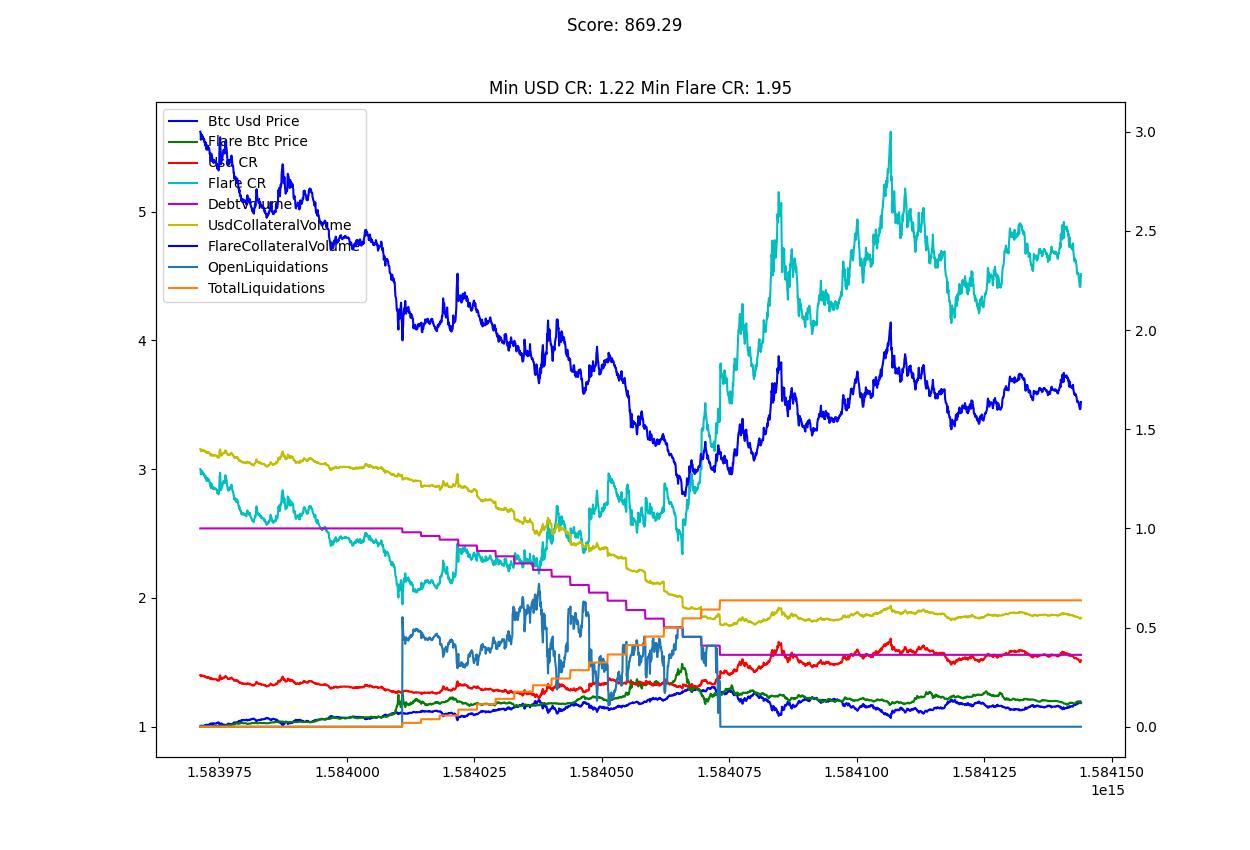 Score: 869.29
Min USD CR: 1.22 Min Flare CR: 1.95
Btc Usd Price
Flare Btc Price
Usd CR
Flare CR
DebtVolume
UsdCollateralVolume
FlareCollateralVolume
OpenLiquidations
TotalLiquidations
5
4
3
2
1
3.0
2.5
2.0
1.5
1.0
0.5
0.0
1.583975 1.584000 1.584025 1.584050 1.584075 1.584100 1.584125 1.584150
1e15